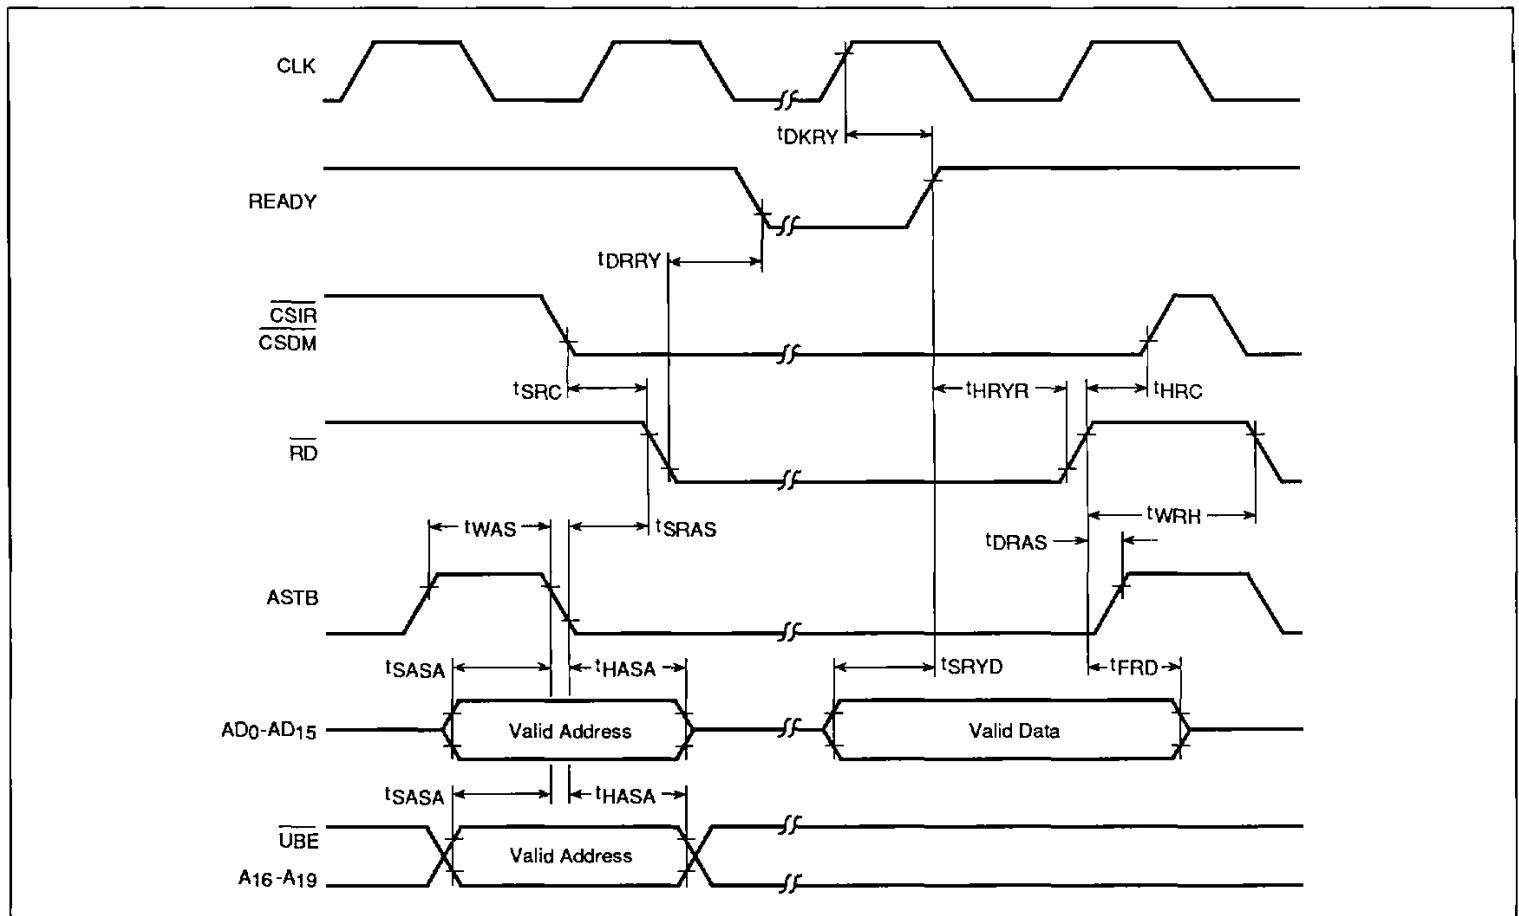 CLK
tDKRY
READY
tDRRY
CSIR
CSDM
tSRC
tHRYR
tHRC
RD
tWAS
tSRAS
tWRH
tDRAS
ASTB
tSASA
tHASA
tSRYD
tFRD
AD0-AD15
Valid Address
Valid Data
tSASA
tHASA
UBE
Valid Address
A16-A19